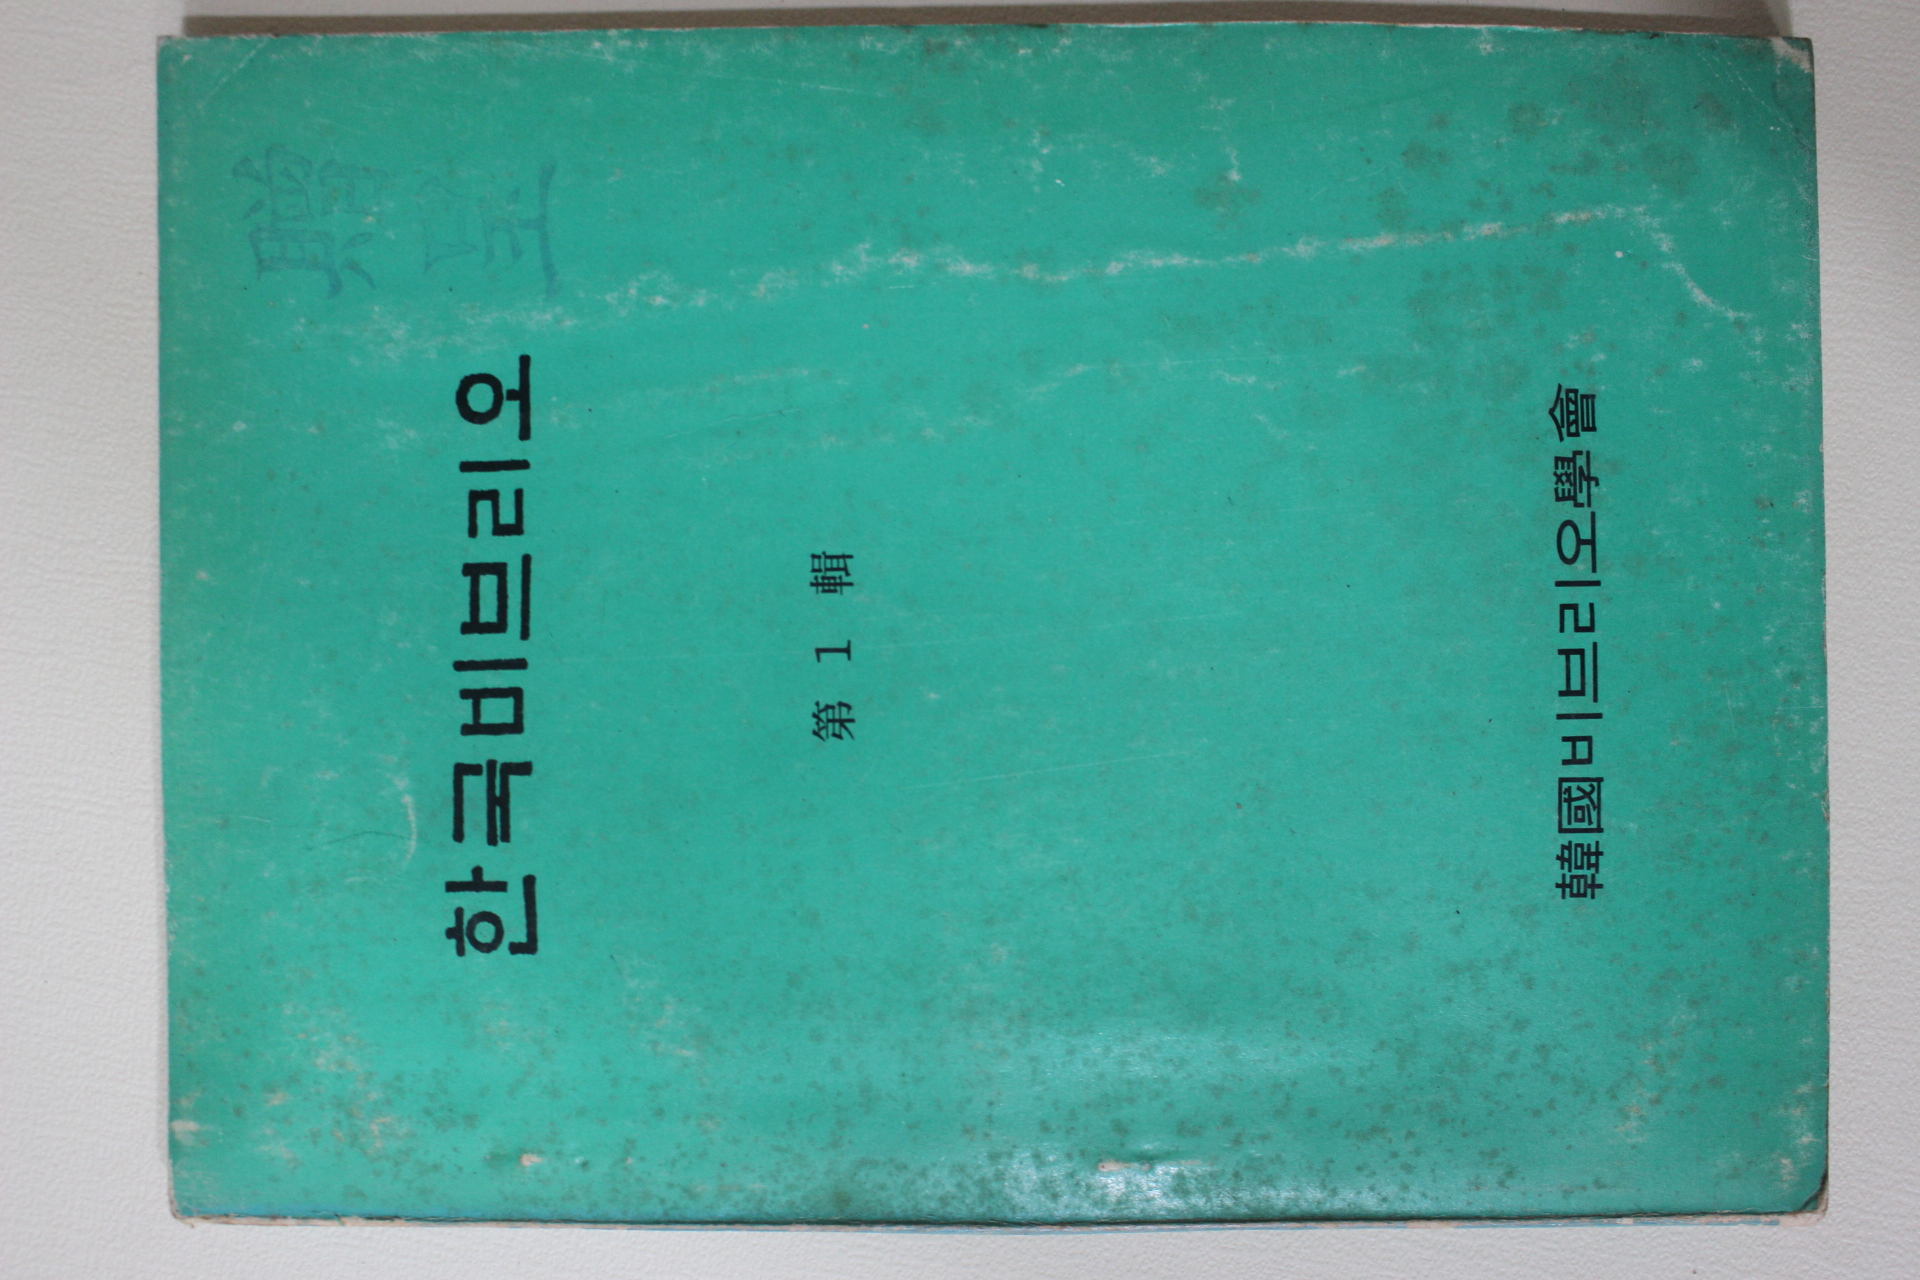 贈呈
한국비브리오
第 1 輯
韓國비브리오學會